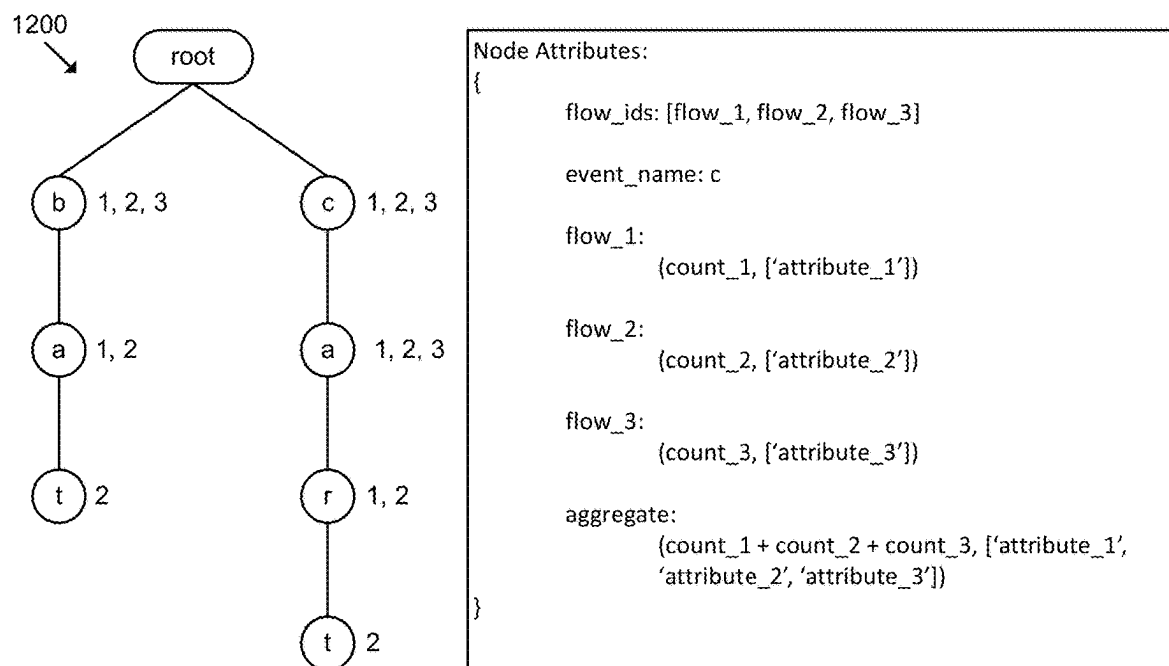 1200
root
b 1, 2, 3
c 1, 2, 3
a 1, 2
a 1, 2, 3
t 2
r 1, 2
t 2
Node Attributes:
{
flow_ids: [flow_1, flow_2, flow_3]
event_name: c
flow_1:
(count_1, [‘attribute_1’])
flow_2:
(count_2, [‘attribute_2’])
flow_3:
(count_3, [‘attribute_3’])
aggregate:
(count_1 + count_2 + count_3, [‘attribute_1’,
‘attribute_2’, ‘attribute_3’])
}